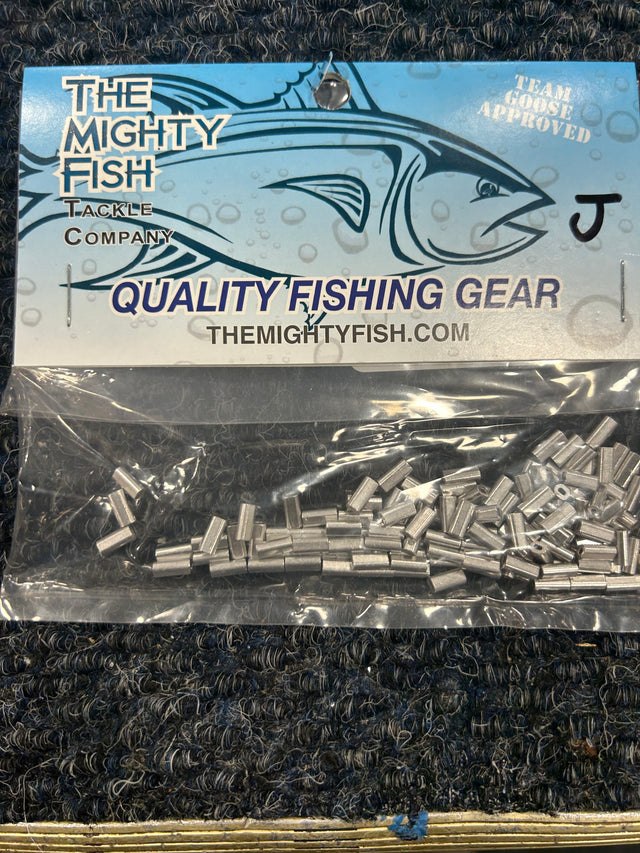 THE
MIGHTY
FISH
TACKLE
COMPANY
TEAM
GOOSE
APPROVED
J
QUALITY FISHING GEAR
THEMIGHTYFISH.COM